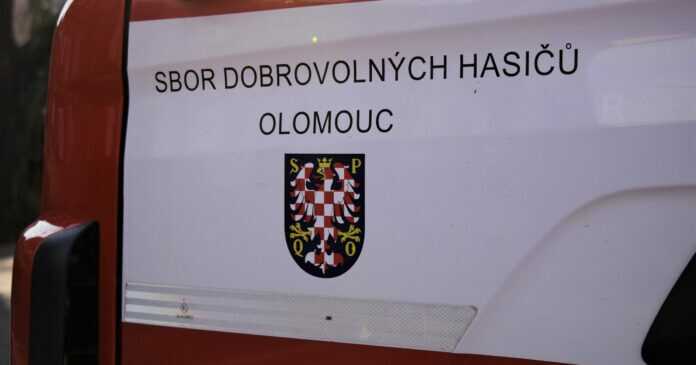 SBOR DOBROVOLNÝCH HASIČŮ
OLOMOUC
S P
Q O